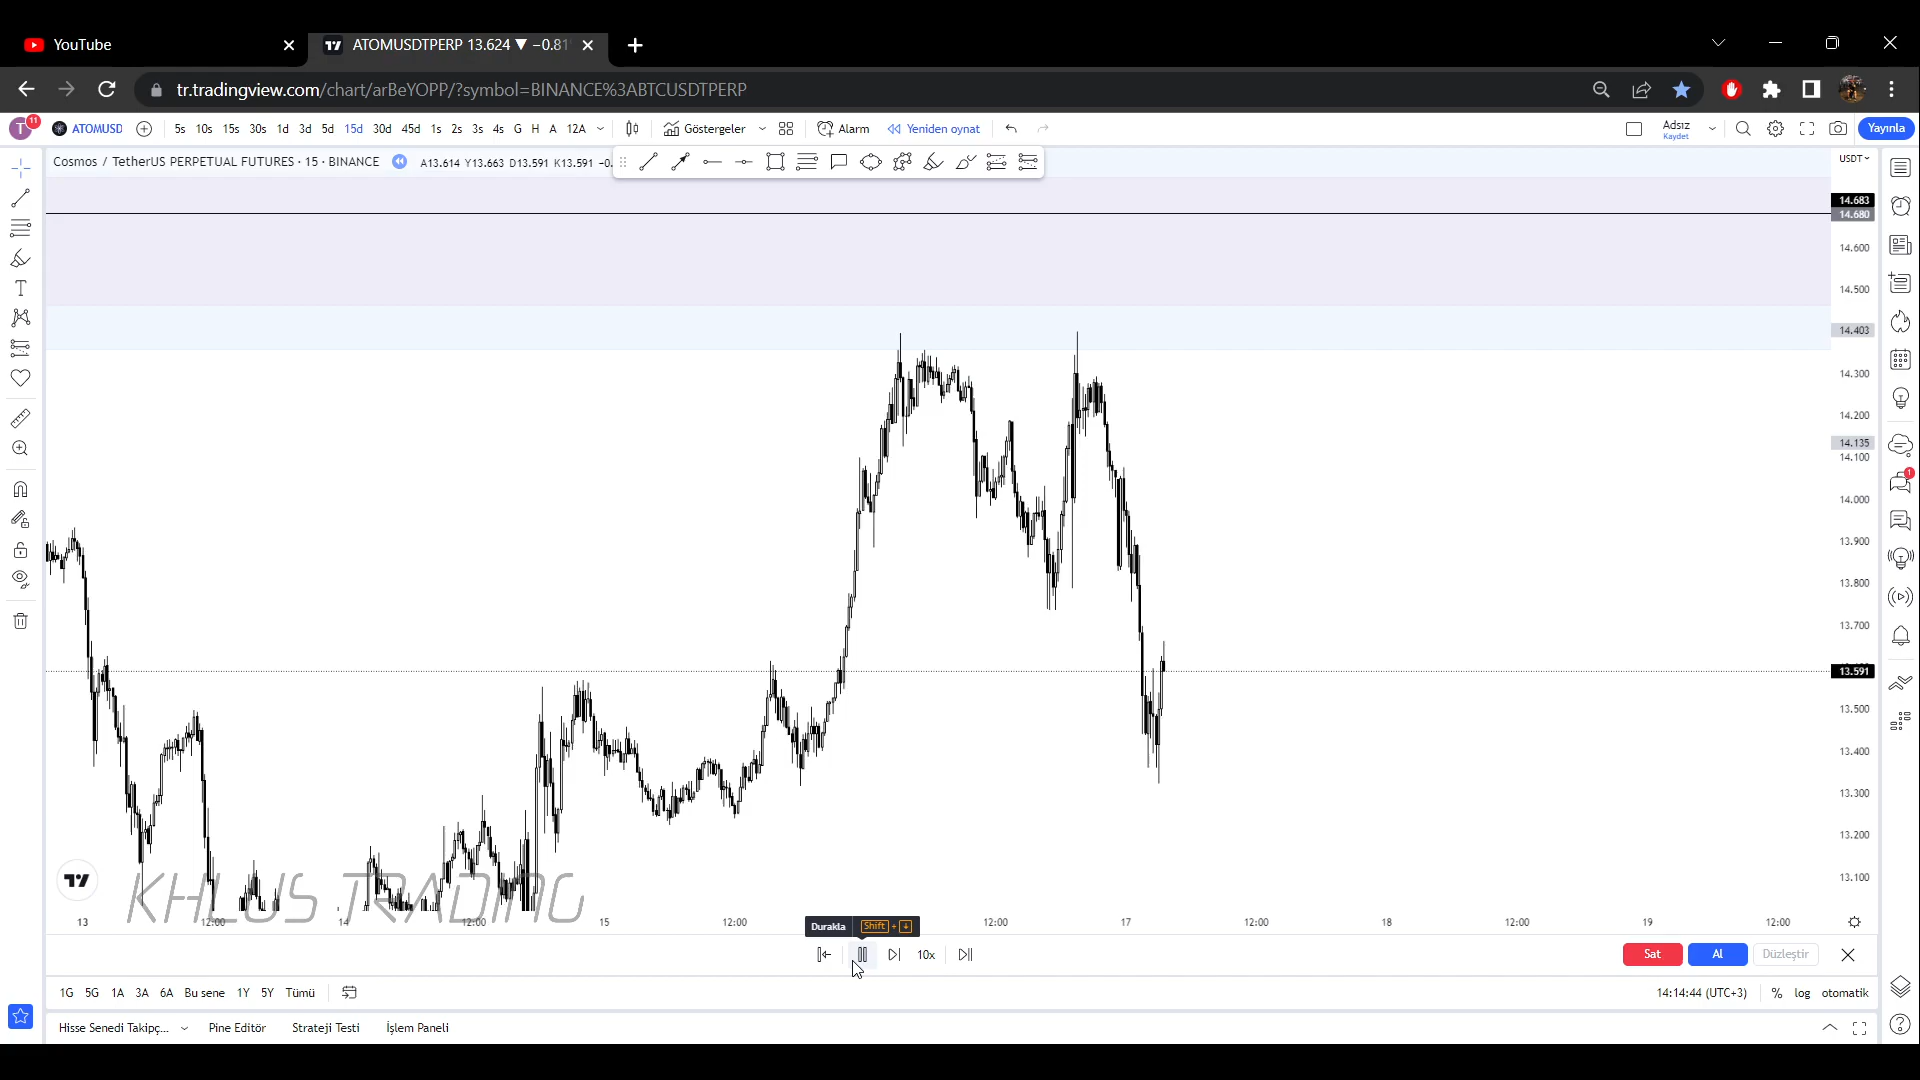 YouTube
ATOMUSDTPERP 13.624 ▼ −0.81
tr.tradingview.com/chart/arBeYOPP/?symbol=BINANCE%3ABTCUSDTPERP
T 11 ATOMUSD 5s 10s 15s 30s 1d 3d 5d 15d 30d 45d 1s 2s 3s 4s G H A 12A Göstergeler Alarm Yeniden oynat Adsız Yayınla
Kaydet
Cosmos / TetherUS PERPETUAL FUTURES · 15 · BINANCE A13.614 Y13.663 D13.591 K13.591 −0.
USDT
14.683
14.680
14.600
14.500
14.403
14.300
14.200
14.135
14.100
14.000
13.900
13.800
13.700
13.591
13.500
13.400
13.300
13.200
13.100
1
KHLUS TRADING
13 12:00 14 12:00 15 12:00 12:00 17 12:00 18 12:00 19 12:00
Durakla Shift + ↓
10x
Sat Al Düzleştir
1G 5G 1A 3A 6A Bu sene 1Y 5Y Tümü 14:14:44 (UTC+3) % log otomatik
Hisse Senedi Takipç... Pine Editör Strateji Testi İşlem Paneli